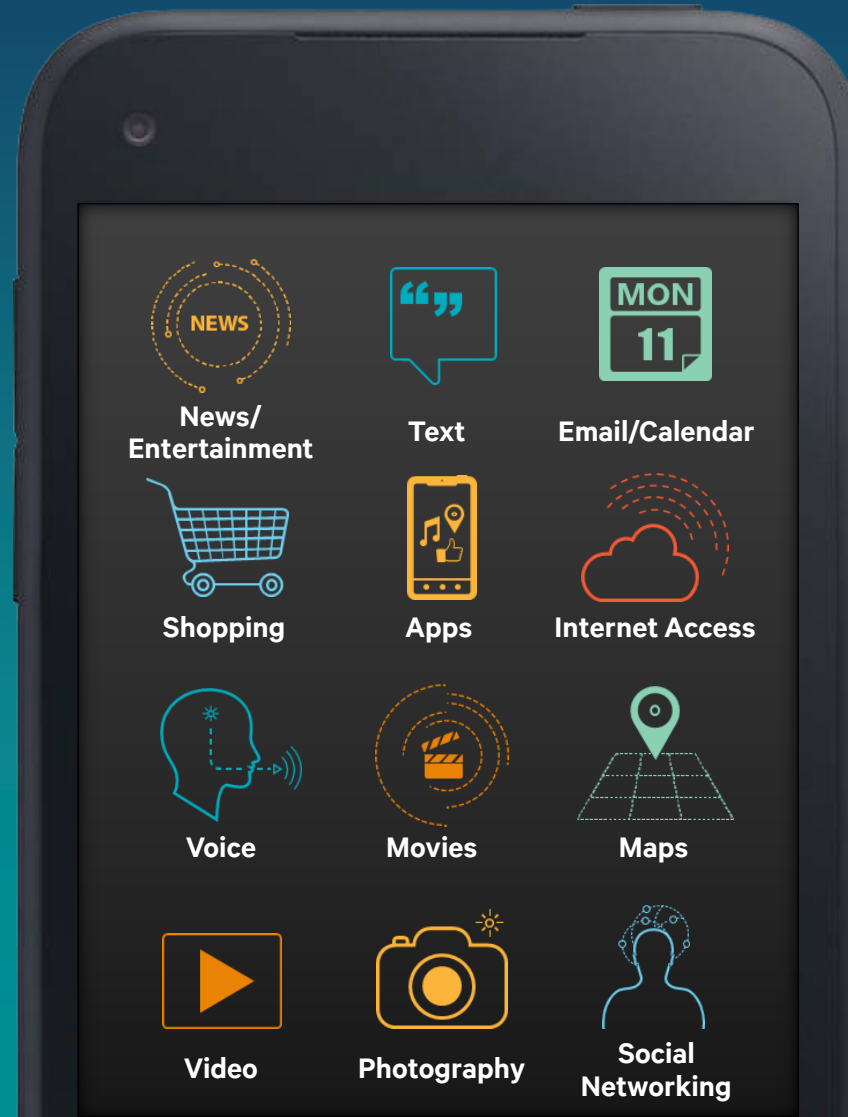 NEWS
“ ”
MON
11
News/
Entertainment
Text
Email/Calendar
Shopping
Apps
Internet Access
Voice
Movies
Maps
Video
Photography
Social
Networking